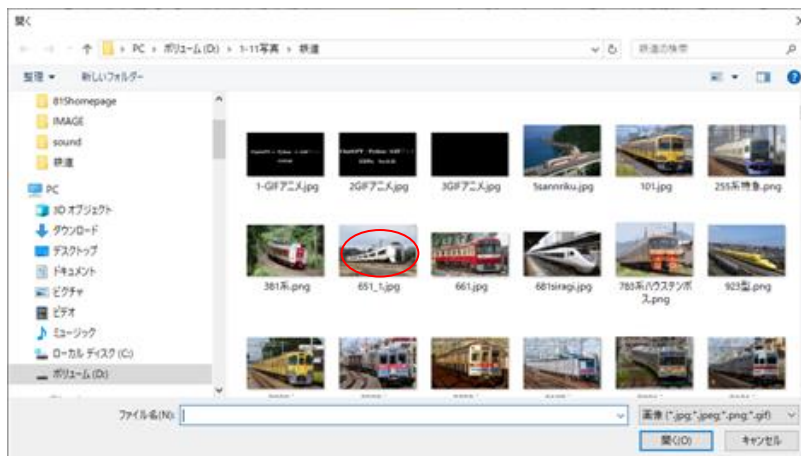 開く
PC › ボリューム (D:) › 1-11写真 › 鉄道
鉄道の検索
整理 新しいフォルダー
815homepage
IMAGE
sound
鉄道
PC
3D オブジェクト
ダウンロード
デスクトップ
ドキュメント
ピクチャ
ビデオ
ミュージック
ローカル ディスク (C:)
ボリューム (D:)
1-GIFアニメ.jpg 2GIFアニメ.jpg 3GIFアニメ.jpg 5sannriku.jpg 101.jpg 255系特急.png
381系.png 651_1.jpg 661.jpg 681siragi.jpg 783系ハウステンボス.png 923型.png
ファイル名(N):
画像 (*.jpg;*.jpeg;*.png;*.gif)
開く(O) キャンセル